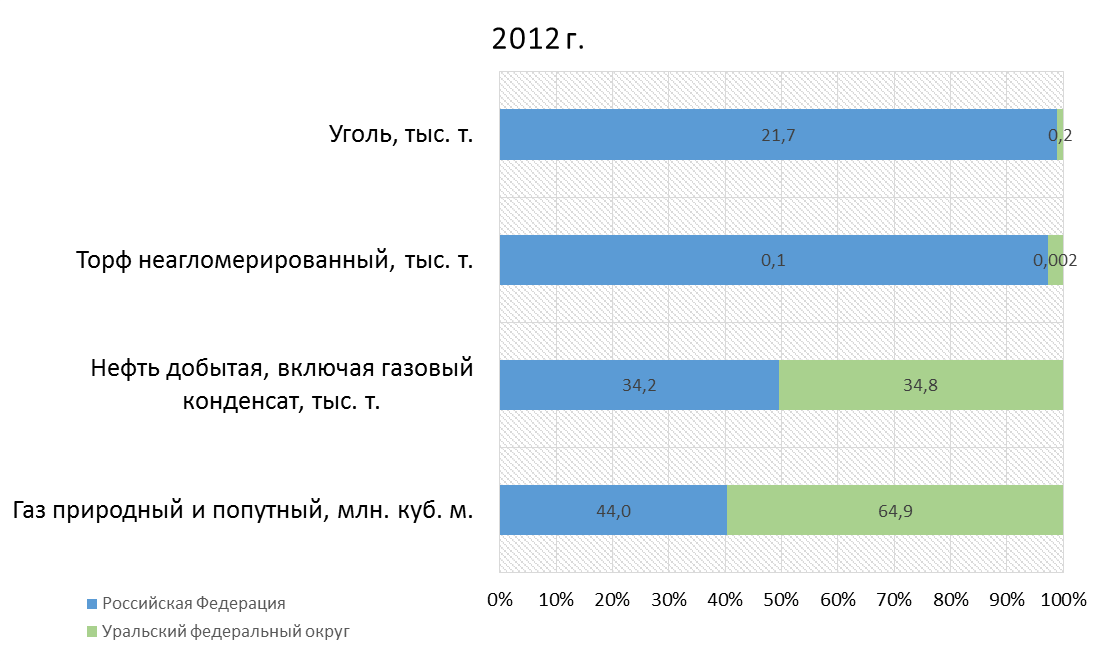 2012 г.
Уголь, тыс. т.
21,7
0,2
Торф неагломерированный, тыс. т.
0,1
0,002
Нефть добытая, включая газовый
конденсат, тыс. т.
34,2
34,8
Газ природный и попутный, млн. куб. м.
44,0
64,9
0% 10% 20% 30% 40% 50% 60% 70% 80% 90% 100%
Российская Федерация
Уральский федеральный округ